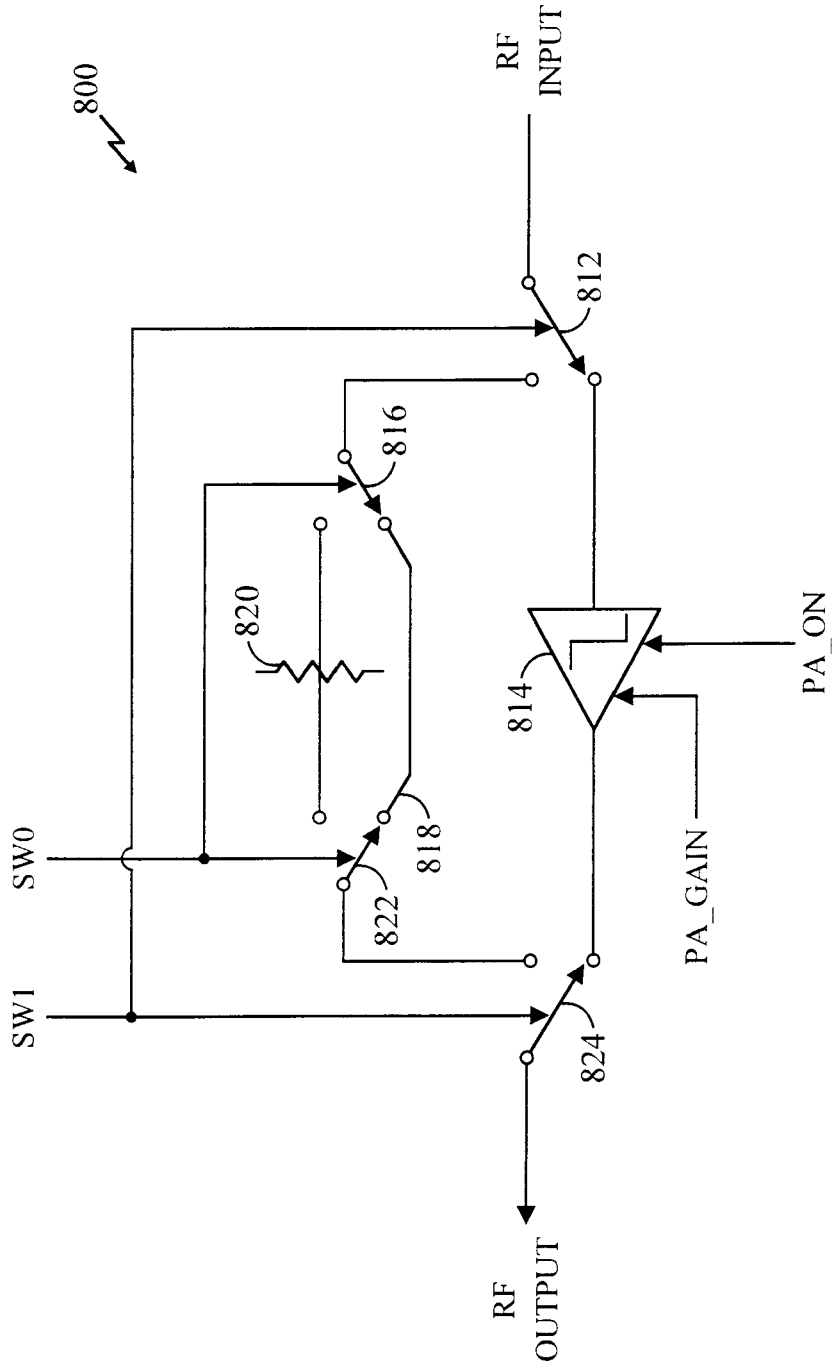 800
SW1
SW0
820
816
818
822
RF
INPUT
812
814
824
RF
OUTPUT
PA_GAIN
PA_ON